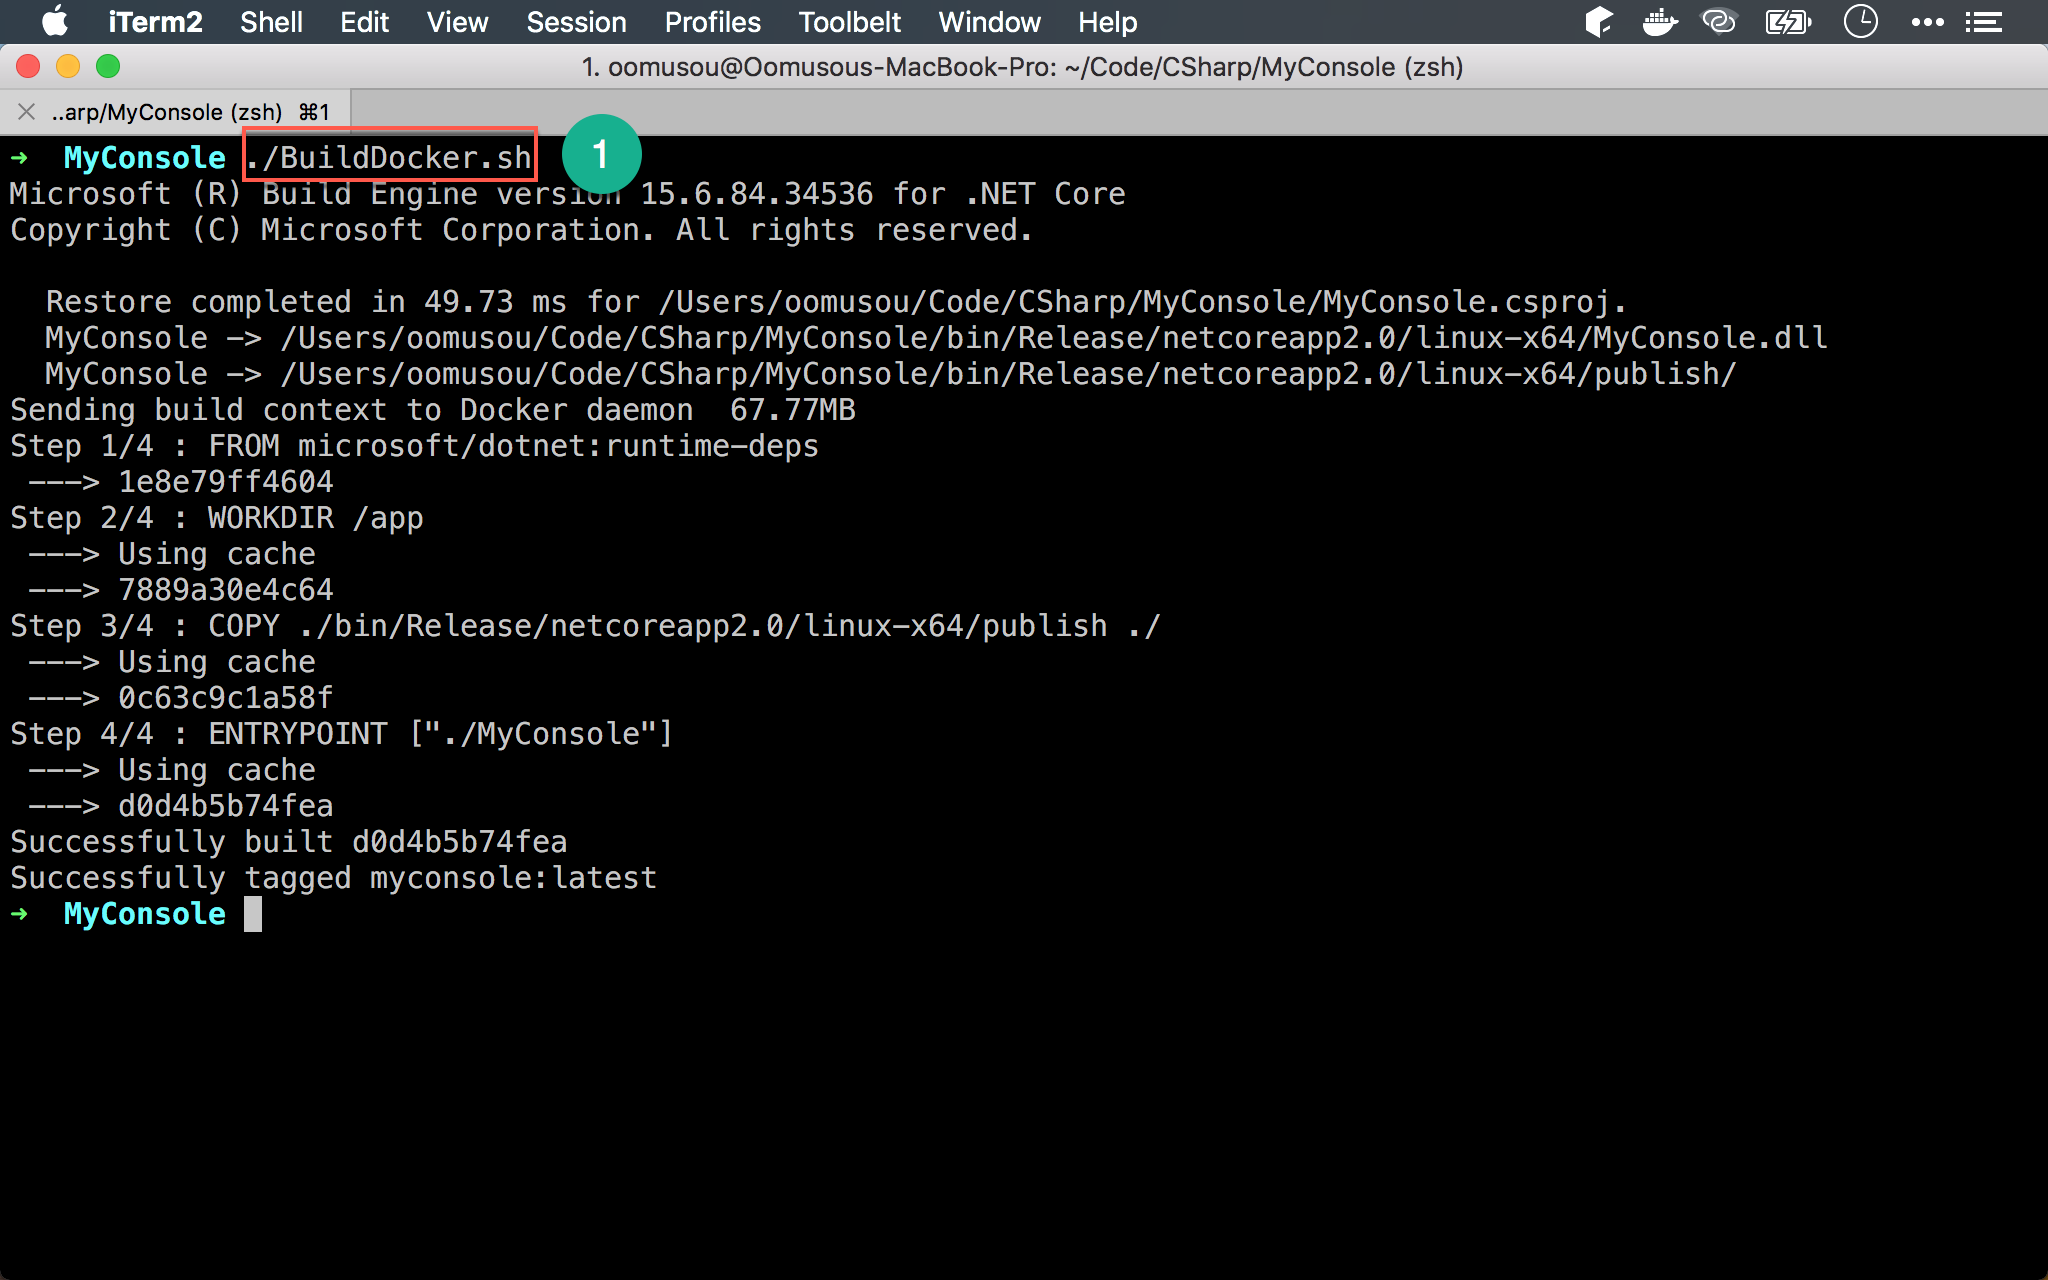 iTerm2 Shell Edit View Session Profiles Toolbelt Window Help
1. oomusou@Oomusous-MacBook-Pro: ~/Code/CSharp/MyConsole (zsh)
..arp/MyConsole (zsh) ⌘1
➜ MyConsole ./BuildDocker.sh 1
Microsoft (R) Build Engine version 15.6.84.34536 for .NET Core
Copyright (C) Microsoft Corporation. All rights reserved.
Restore completed in 49.73 ms for /Users/oomusou/Code/CSharp/MyConsole/MyConsole.csproj.
MyConsole -> /Users/oomusou/Code/CSharp/MyConsole/bin/Release/netcoreapp2.0/linux-x64/MyConsole.dll
MyConsole -> /Users/oomusou/Code/CSharp/MyConsole/bin/Release/netcoreapp2.0/linux-x64/publish/
Sending build context to Docker daemon  67.77MB
Step 1/4 : FROM microsoft/dotnet:runtime-deps
---> 1e8e79ff4604
Step 2/4 : WORKDIR /app
---> Using cache
---> 7889a30e4c64
Step 3/4 : COPY ./bin/Release/netcoreapp2.0/linux-x64/publish ./
---> Using cache
---> 0c63c9c1a58f
Step 4/4 : ENTRYPOINT ["./MyConsole"]
---> Using cache
---> d0d4b5b74fea
Successfully built d0d4b5b74fea
Successfully tagged myconsole:latest
➜ MyConsole